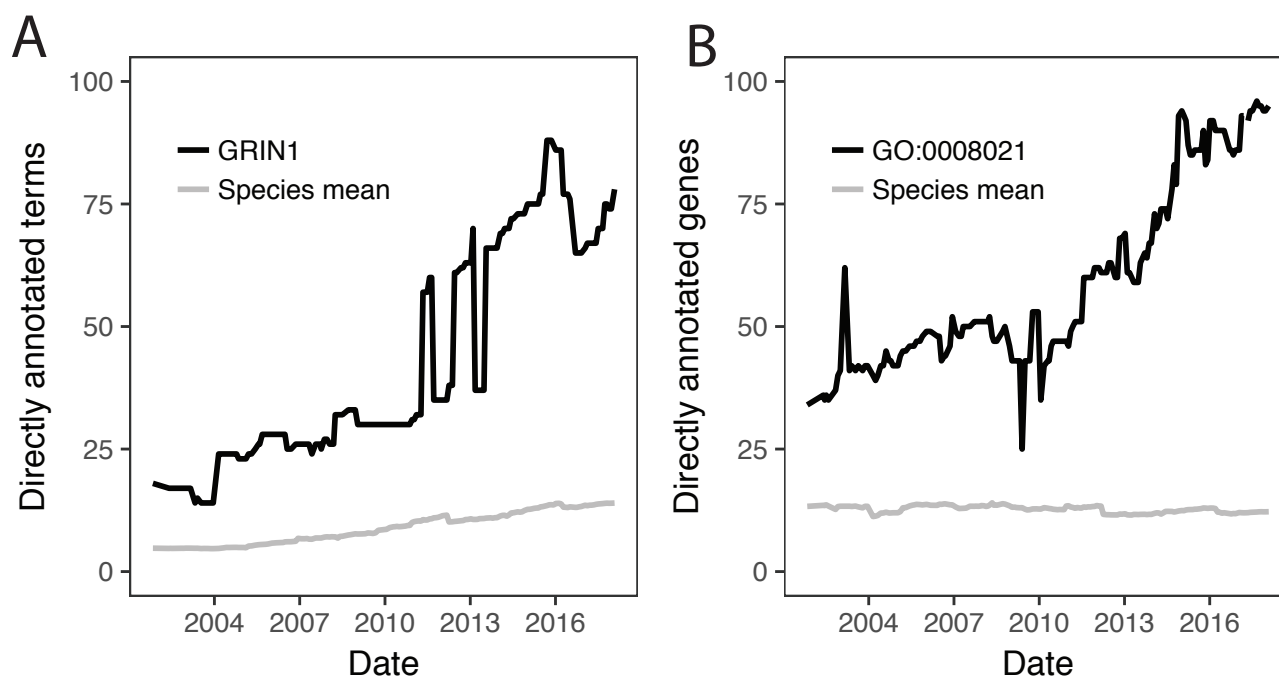 A
Directly annotated terms
100
75
50
25
0
GRIN1
Species mean
2004 2007 2010 2013 2016
Date
B
Directly annotated genes
100
75
50
25
0
GO:0008021
Species mean
2004 2007 2010 2013 2016
Date